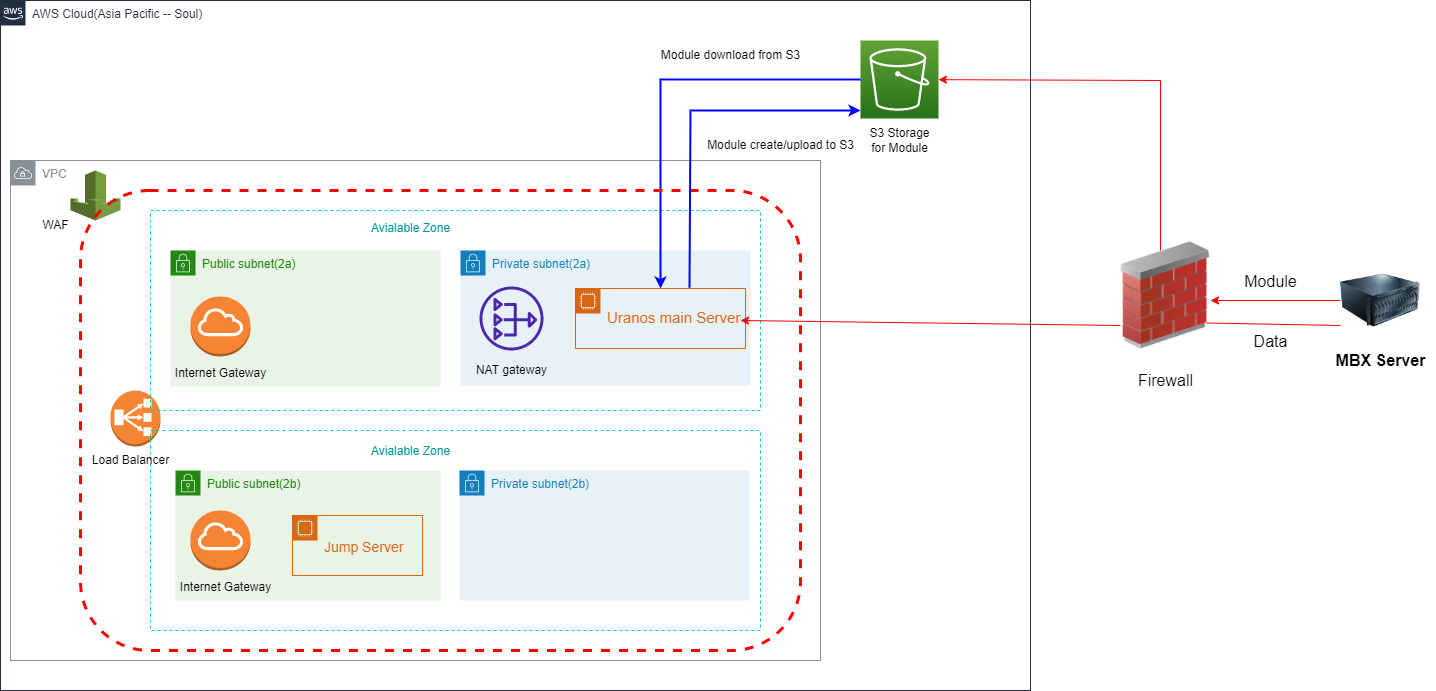 aws
AWS Cloud(Asia Pacific -- Soul)
Module download from S3
S3 Storage
for Module
Module create/upload to S3
VPC
WAF
Avialable Zone
Public subnet(2a)
Private subnet(2a)
Uranos main Server
Internet Gateway
NAT gateway
Module
Data
MBX Server
Firewall
Load Balancer
Avialable Zone
Public subnet(2b)
Private subnet(2b)
Jump Server
Internet Gateway